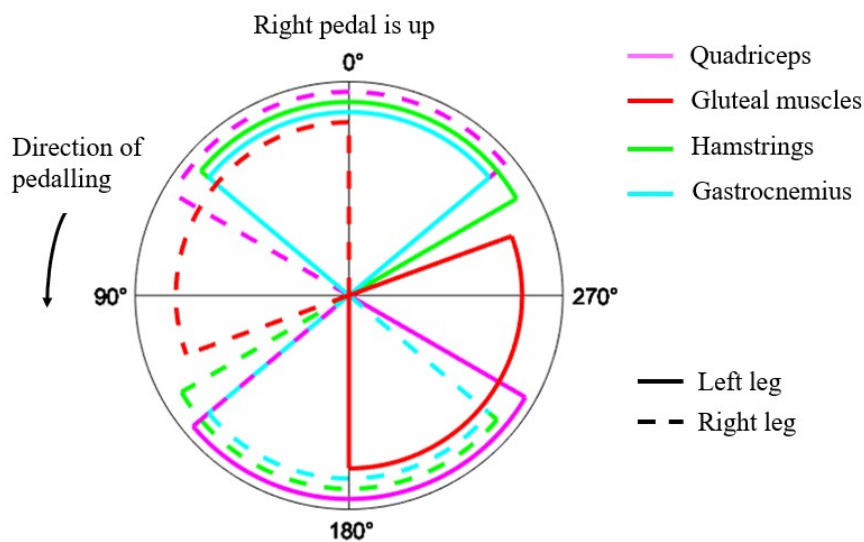 Right pedal is up
0°
Quadriceps
Gluteal muscles
Hamstrings
Gastrocnemius
Direction of
pedalling
90°
270°
Left leg
Right leg
180°